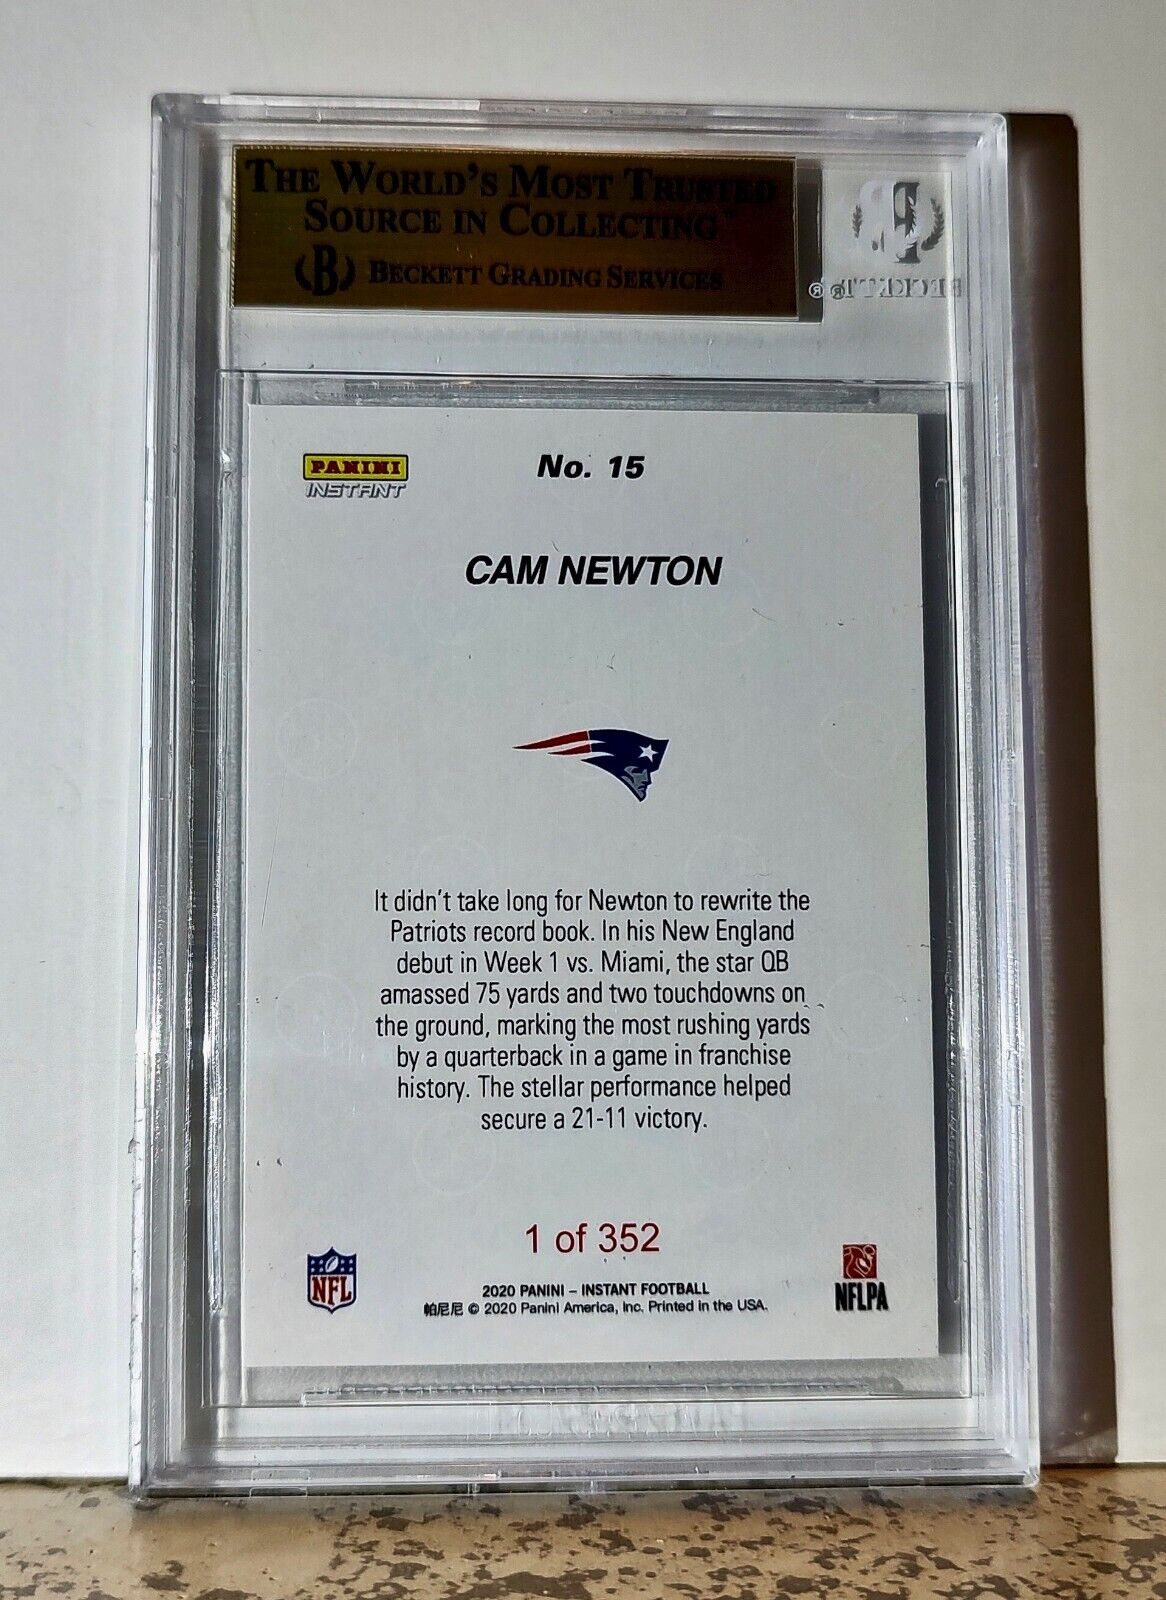 THE WORLD'S MOST TRUSTED
SOURCE IN COLLECTING™
B BECKETT GRADING SERVICES
BECKETT ®
PANINI
INSTANT
No. 15
CAM NEWTON
It didn't take long for Newton to rewrite the
Patriots record book. In his New England
debut in Week 1 vs. Miami, the star QB
amassed 75 yards and two touchdowns on
the ground, marking the most rushing yards
by a quarterback in a game in franchise
history. The stellar performance helped
secure a 21-11 victory.
1 of 352
NFL
2020 PANINI – INSTANT FOOTBALL
帕尼尼 © 2020 Panini America, Inc. Printed in the USA.
NFLPA